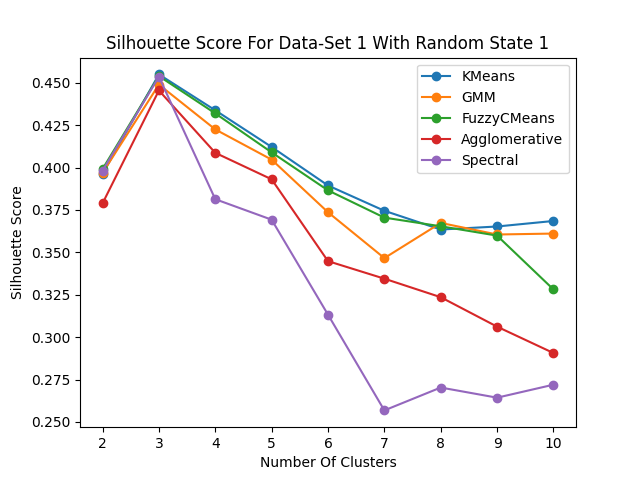 Silhouette Score For Data-Set 1 With Random State 1
KMeans
GMM
FuzzyCMeans
Agglomerative
Spectral
Silhouette Score
0.450
0.425
0.400
0.375
0.350
0.325
0.300
0.275
0.250
2 3 4 5 6 7 8 9 10
Number Of Clusters